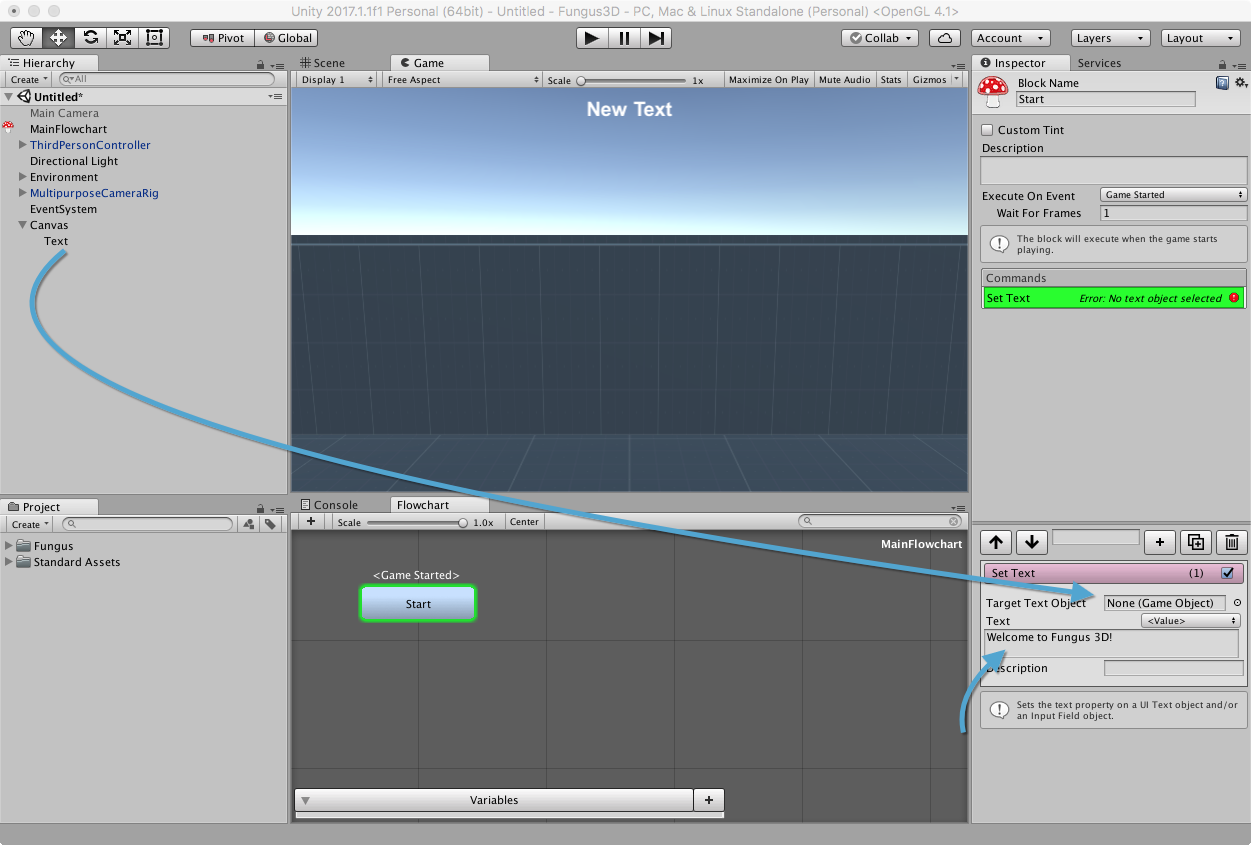 Unity 2017.1.1f1 Personal (64bit) - Untitled - Fungus3D - PC, Mac & Linux Standalone (Personal) <OpenGL 4.1>
Pivot Global Collab Account Layers Layout
Hierarchy
Create All
Untitled*
Main Camera
MainFlowchart
ThirdPersonController
Directional Light
Environment
MultipurposeCameraRig
EventSystem
Canvas
Text
Scene Game
Display 1 Free Aspect Scale 1x Maximize On Play Mute Audio Stats Gizmos
New Text
Inspector Services
Block Name
Start
Custom Tint
Description
Execute On Event Game Started
Wait For Frames 1
The block will execute when the game starts
playing.
Commands
Set Text Error: No text object selected
Project
Create
Fungus
Standard Assets
Console Flowchart
Scale 1.0x Center
MainFlowchart
<Game Started>
Start
Variables
Set Text (1)
Target Text Object None (Game Object)
Text <Value>
Welcome to Fungus 3D!
Description
Sets the text property on a UI Text object and/or
an Input Field object.